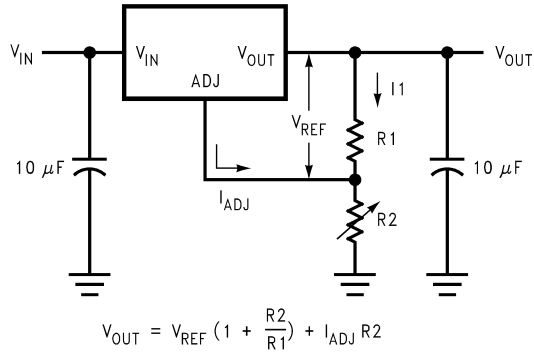 V_IN
V_IN
V_OUT
V_OUT
ADJ
I1
V_REF
R1
10 μF
10 μF
I_ADJ
R2
V_OUT = V_REF (1 + R2/R1) + I_ADJ R2